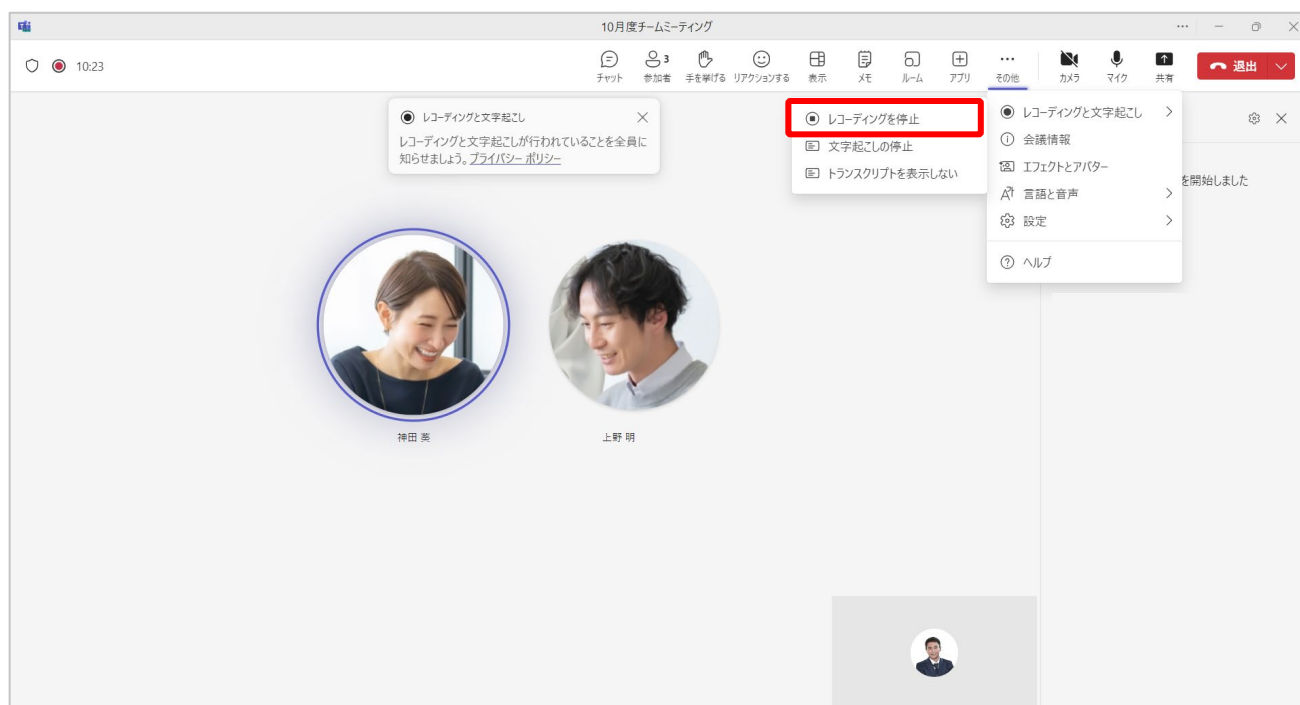 10月度チームミーティング
10:23
チャット
3
参加者
手を挙げる
リアクションする
表示
メモ
ルーム
アプリ
その他
カメラ
マイク
共有
退出
レコーディングと文字起こし
レコーディングと文字起こしが行われていることを全員に
知らせましょう。プライバシー ポリシー
レコーディングを停止
文字起こしの停止
トランスクリプトを表示しない
レコーディングと文字起こし
会議情報
エフェクトとアバター
言語と音声
設定
ヘルプ
を開始しました
神田 英
上野 明